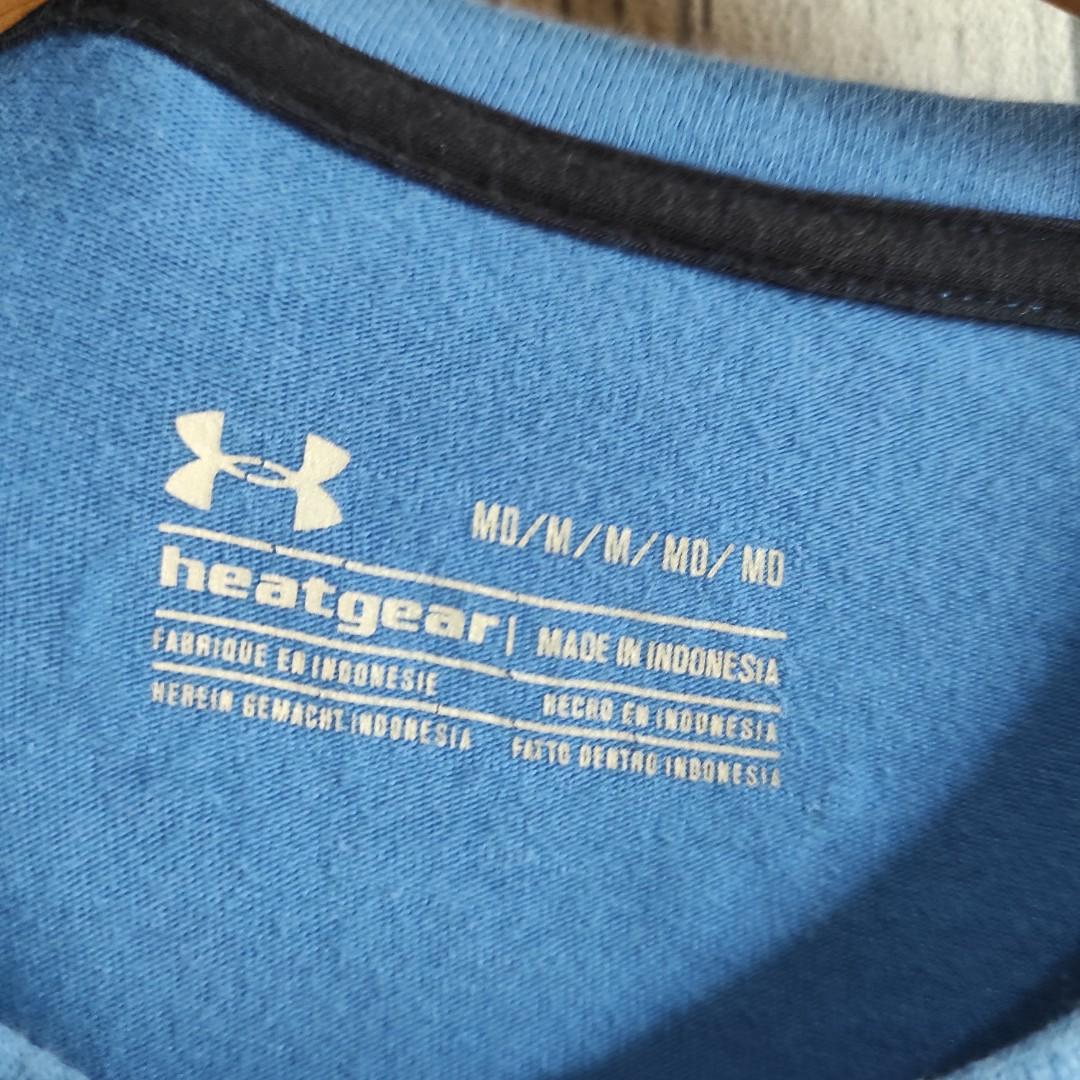 MD/M/M/MD/MD
heatgear| MADE IN INDONESIA
FABRIQUE EN INDONESIE HECHO EN INDONESIA
HEREIN GEMACHT INDONESIA FATTO DENTRO INDONESIA